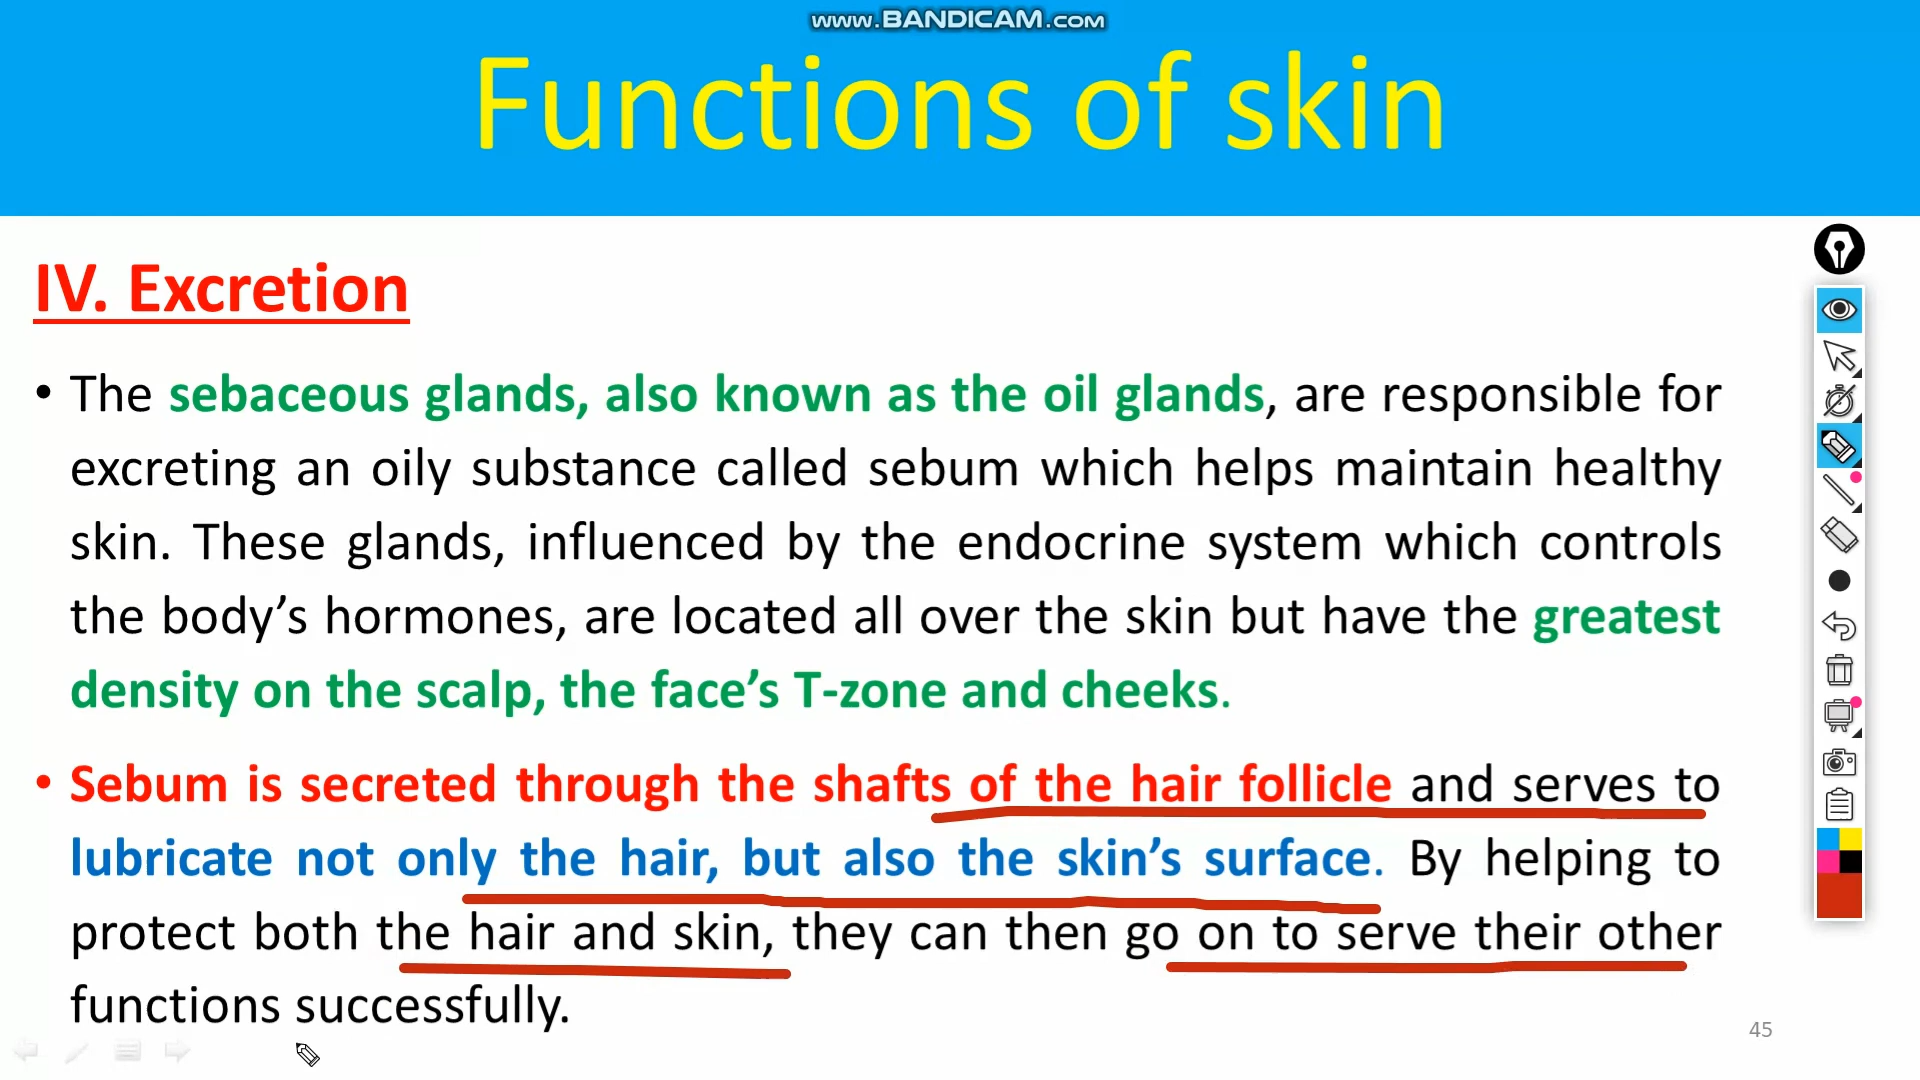 www.BANDICAM.com
Functions of skin
IV. Excretion
• The sebaceous glands, also known as the oil glands, are responsible for
excreting an oily substance called sebum which helps maintain healthy
skin. These glands, influenced by the endocrine system which controls
the body’s hormones, are located all over the skin but have the greatest
density on the scalp, the face’s T-zone and cheeks.
• Sebum is secreted through the shafts of the hair follicle and serves to
lubricate not only the hair, but also the skin’s surface. By helping to
protect both the hair and skin, they can then go on to serve their other
functions successfully.
45